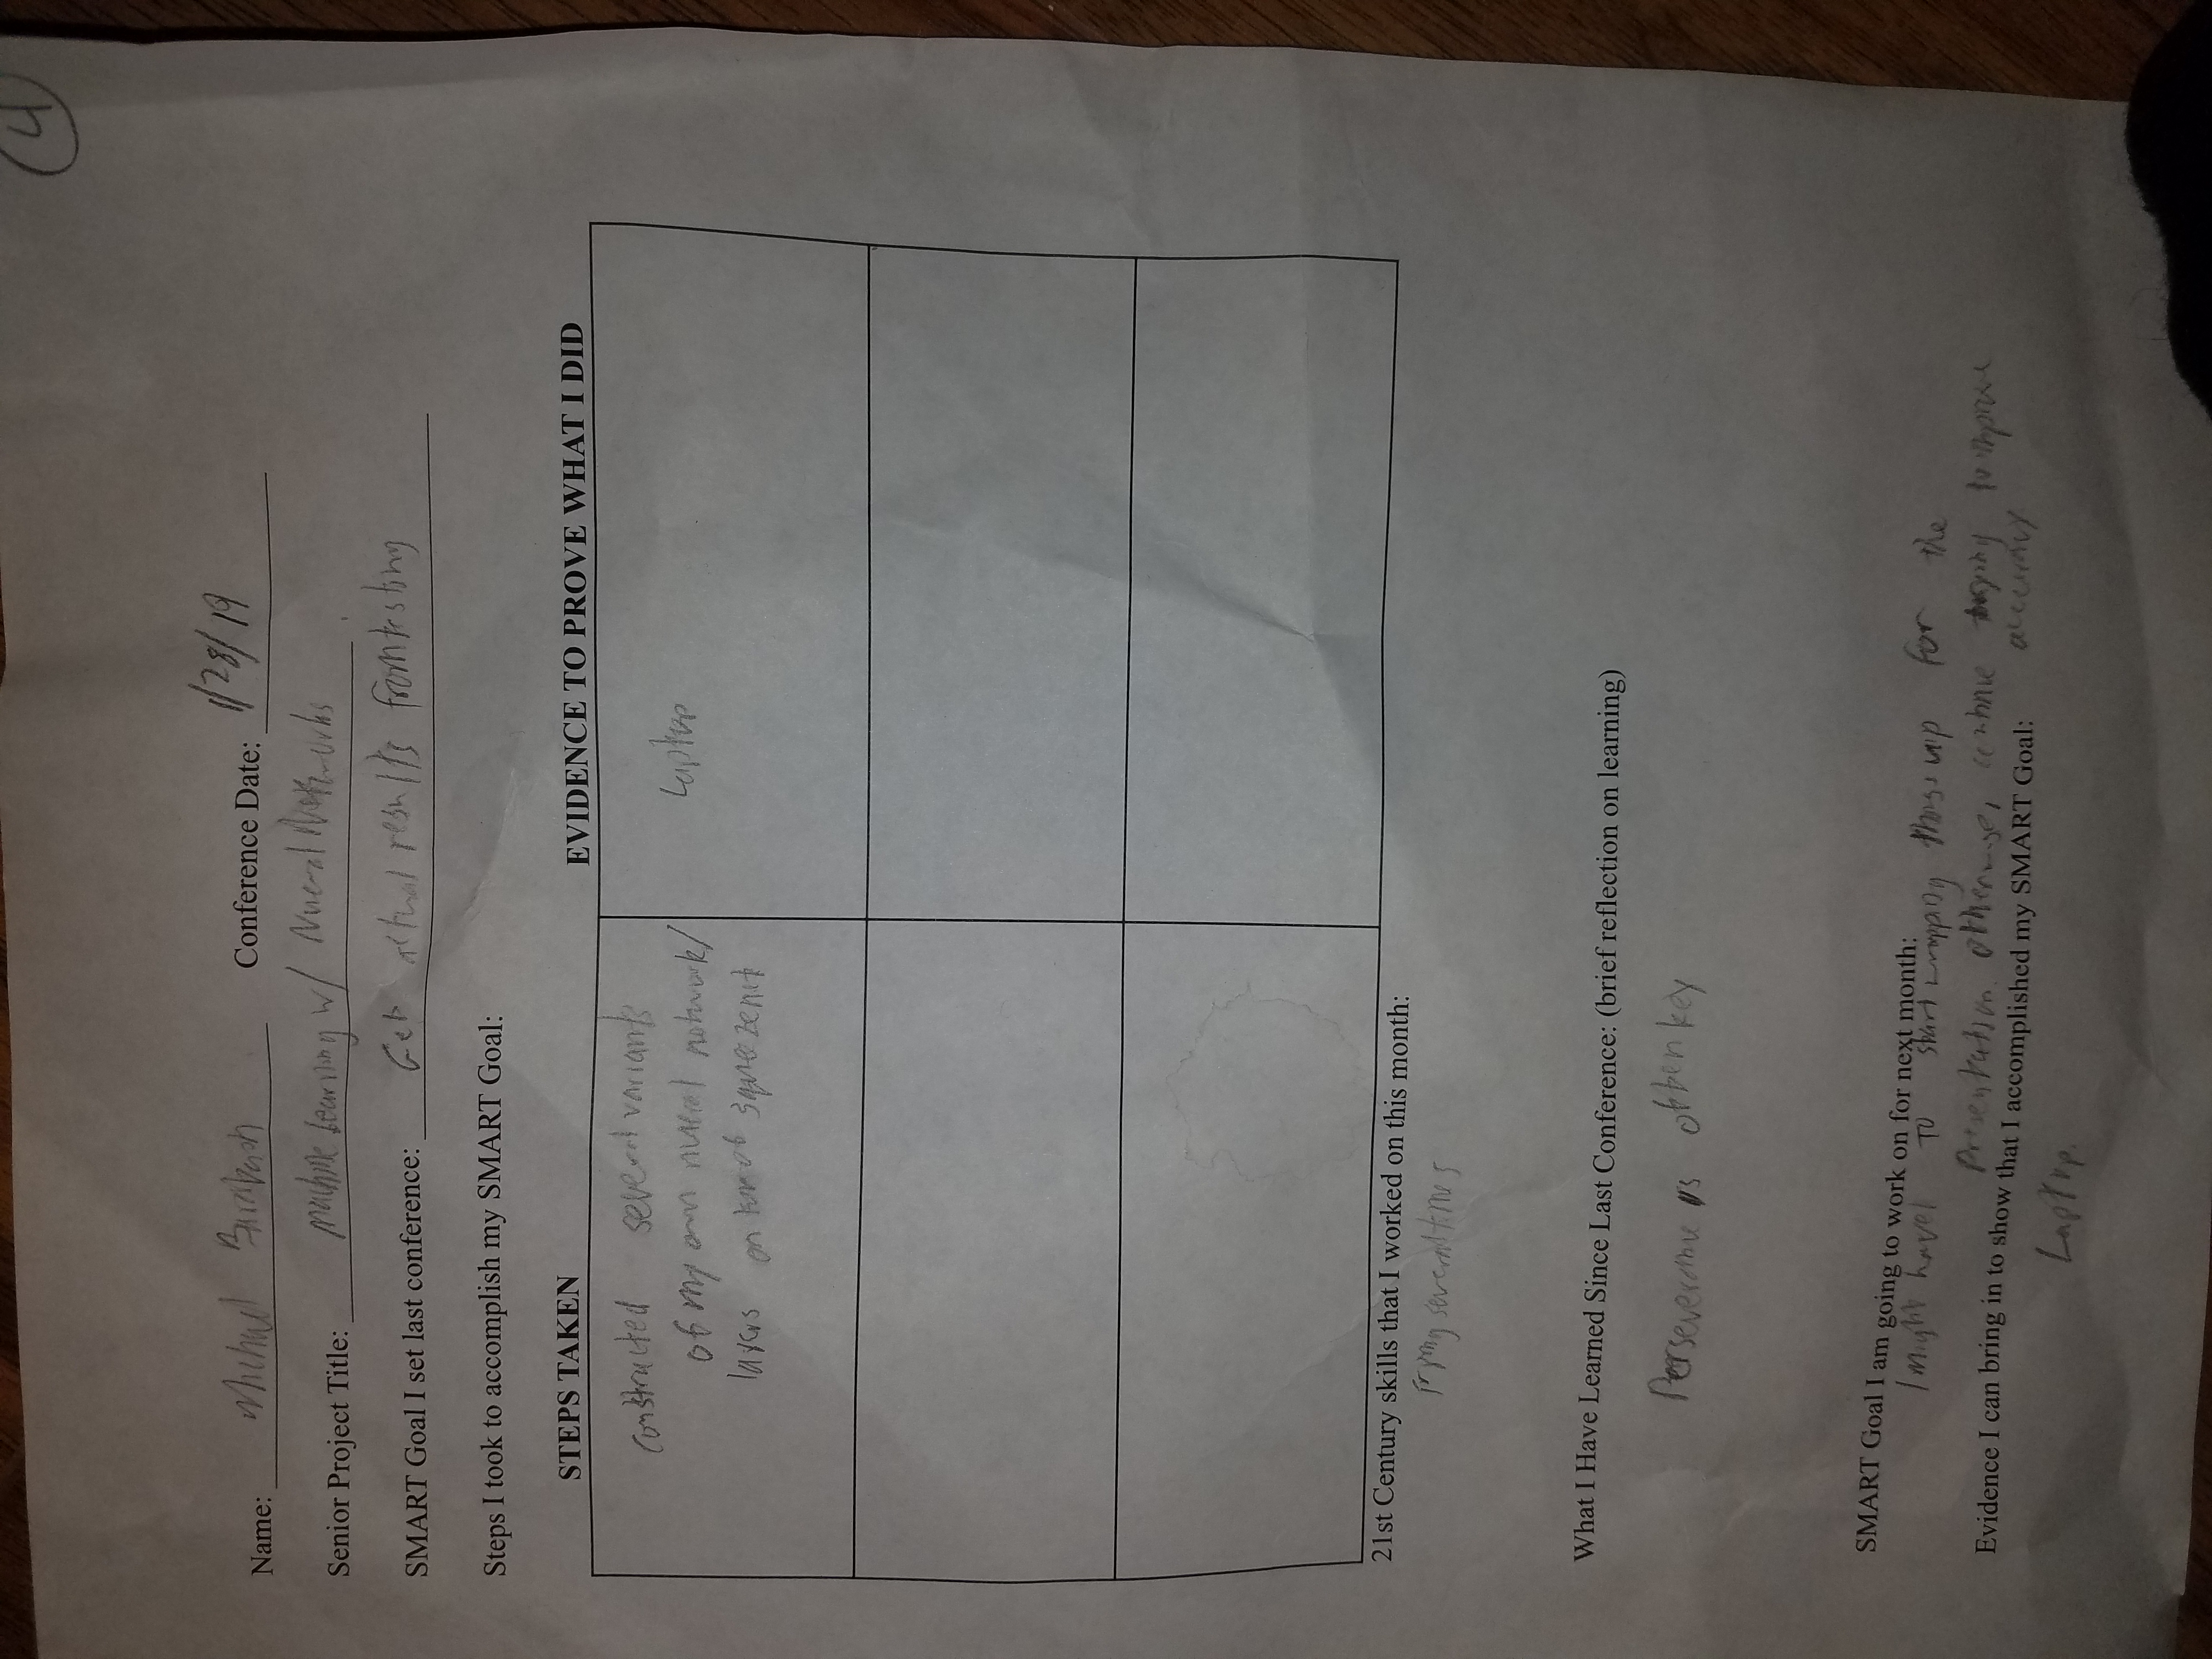 4
Name: Michael Conference Date: 1/28/19
Senior Project Title: Machine Learning w/ Nueral Networks
SMART Goal I set last conference: Get actual results from testing
Steps I took to accomplish my SMART Goal:
STEPS TAKEN EVIDENCE TO PROVE WHAT I DID
Constructed several variants Laptop
of my own nueral network/
layers on top of squeezenet
21st Century skills that I worked on this month:
Trying several times
What I Have Learned Since Last Conference: (brief reflection on learning)
Perseverance is often key
SMART Goal I am going to work on for next month:
I might have to start wrapping things up for the
presentation. otherwise, continue trying to improve
accuracy
Evidence I can bring in to show that I accomplished my SMART Goal:
Laptop.